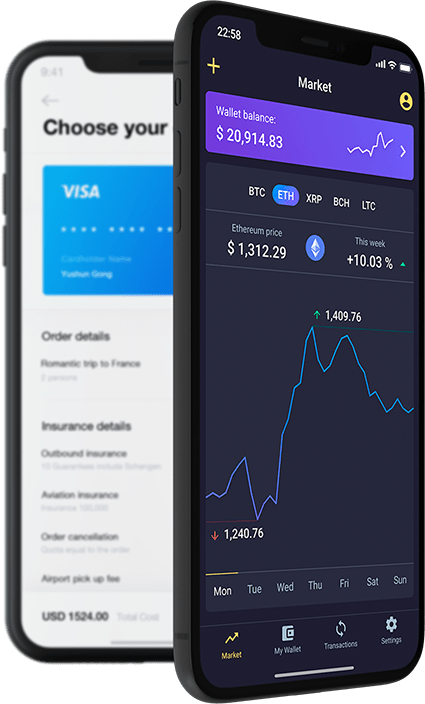 9:41
Choose your
VISA
Cardholder Name
Yushun Gong
Order details
Romantic trip to France
2 persons
Insurance details
Outbound insurance
10 Guarantees include Schengen
Aviation insurance
Insurance 100,000
Order cancellation
Quota equal to the order
Airport pick up fee
USD 1524.00 Total Cost
22:58
Market
Wallet balance:
$ 20,914.83
BTC ETH XRP BCH LTC
Ethereum price
$ 1,312.29
This week
+10.03 %
1,409.76
1,240.76
Mon Tue Wed Thu Fri Sat Sun
Market My Wallet Transactions Settings